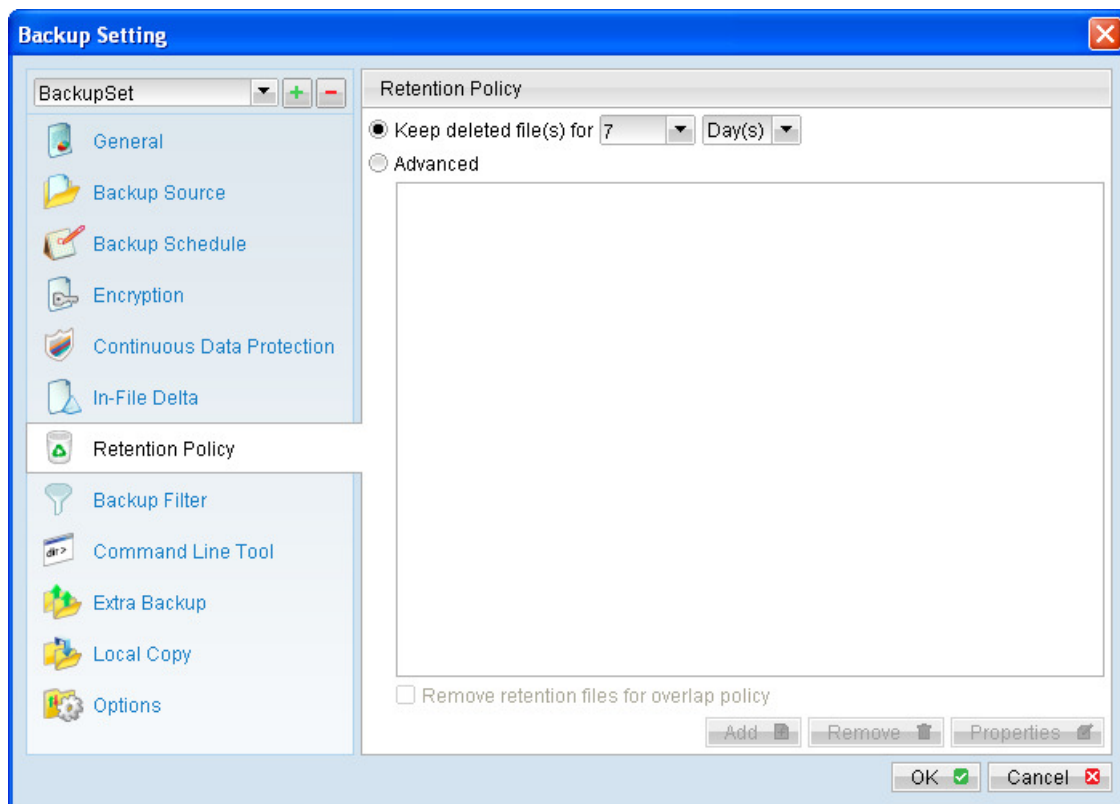 Backup Setting
BackupSet
General
Backup Source
Backup Schedule
Encryption
Continuous Data Protection
In-File Delta
Retention Policy
Backup Filter
dir>
Command Line Tool
Extra Backup
Local Copy
Options
Retention Policy
Keep deleted file(s) for 7 Day(s)
Advanced
Remove retention files for overlap policy
Add Remove Properties
OK Cancel